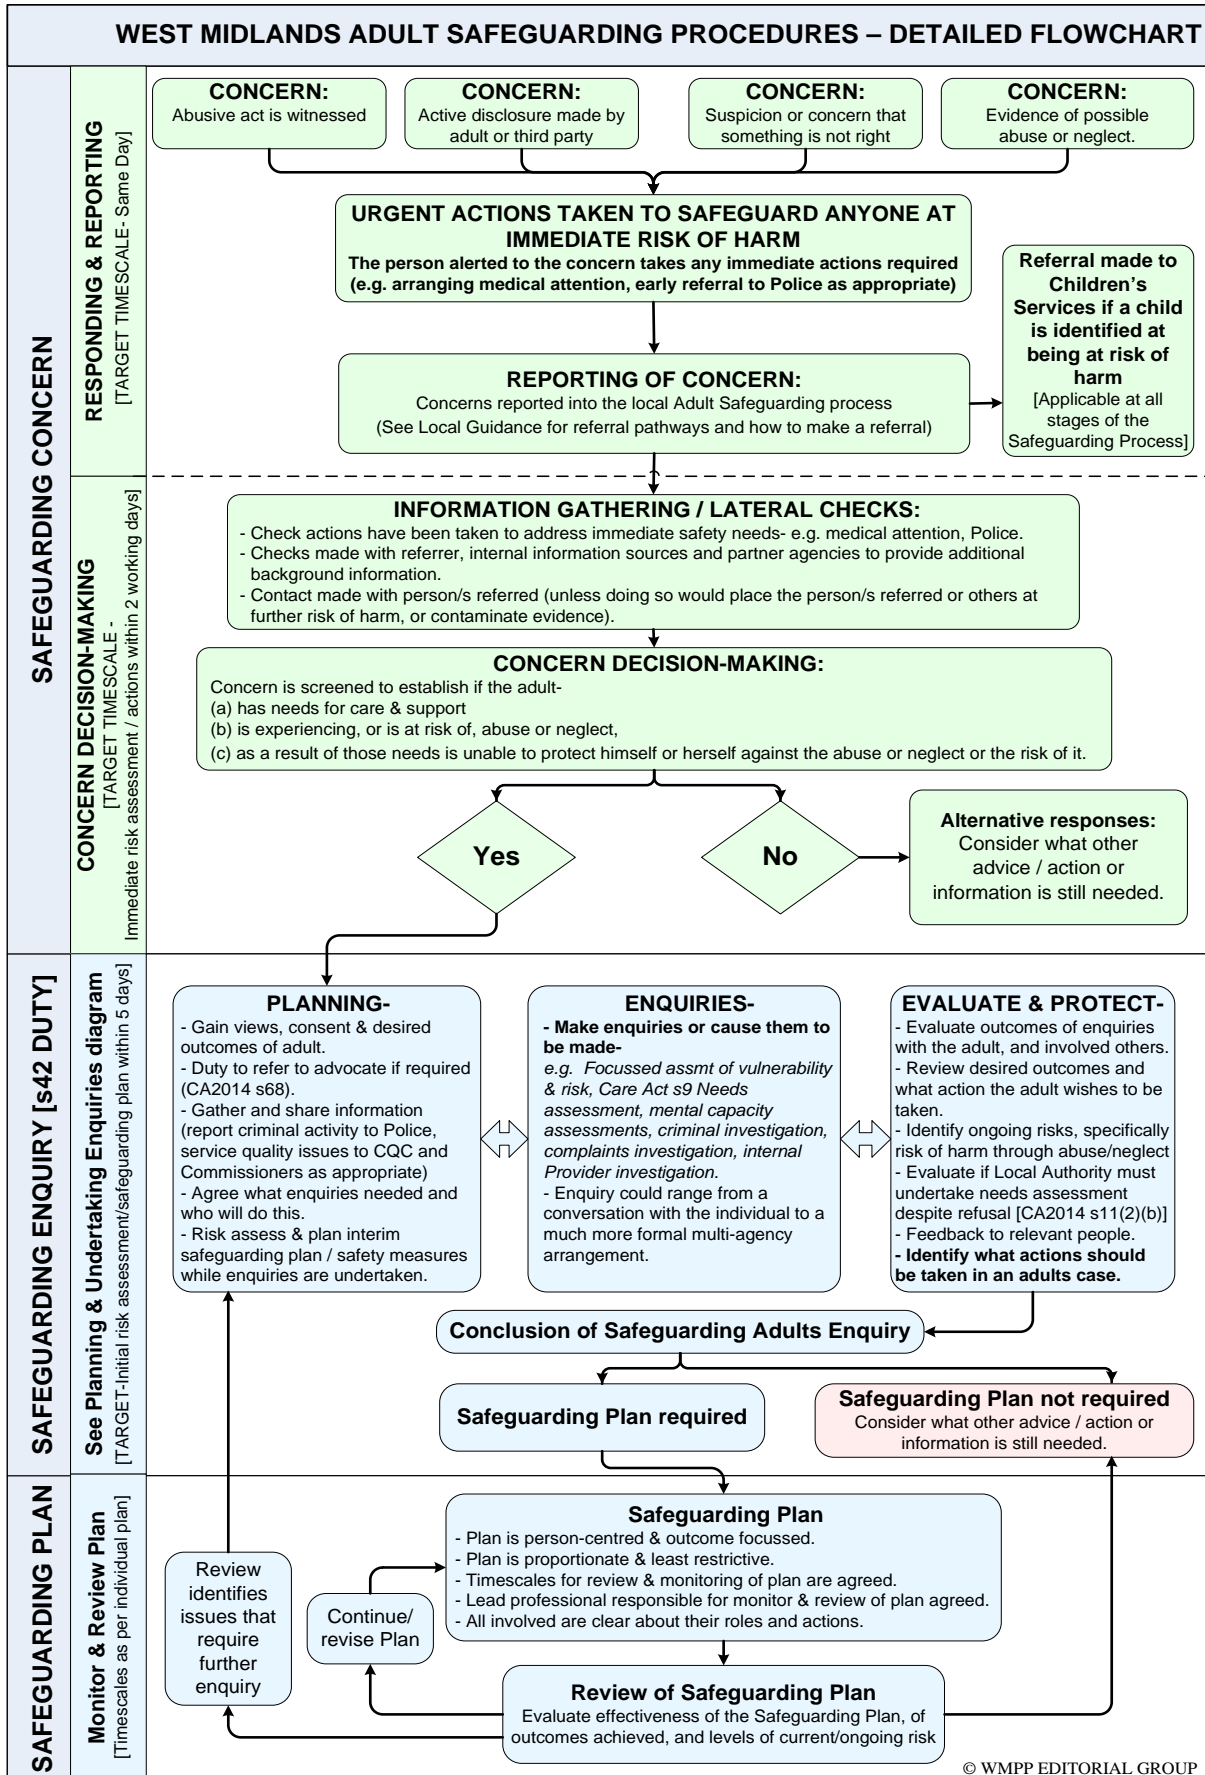 WEST MIDLANDS ADULT SAFEGUARDING PROCEDURES – DETAILED FLOWCHART
SAFEGUARDING CONCERN
RESPONDING & REPORTING
[TARGET TIMESCALE- Same Day]
CONCERN:
Abusive act is witnessed
CONCERN:
Active disclosure made by
adult or third party
CONCERN:
Suspicion or concern that
something is not right
CONCERN:
Evidence of possible
abuse or neglect.
URGENT ACTIONS TAKEN TO SAFEGUARD ANYONE AT
IMMEDIATE RISK OF HARM
The person alerted to the concern takes any immediate actions required
(e.g. arranging medical attention, early referral to Police as appropriate)
REPORTING OF CONCERN:
Concerns reported into the local Adult Safeguarding process
(See Local Guidance for referral pathways and how to make a referral)
Referral made to
Children’s
Services if a child
is identified at
being at risk of
harm
[Applicable at all
stages of the
Safeguarding Process]
CONCERN DECISION-MAKING
[TARGET TIMESCALE -
Immediate risk assessment / actions within 2 working days]
INFORMATION GATHERING / LATERAL CHECKS:
- Check actions have been taken to address immediate safety needs- e.g. medical attention, Police.
- Checks made with referrer, internal information sources and partner agencies to provide additional
background information.
- Contact made with person/s referred (unless doing so would place the person/s referred or others at
further risk of harm, or contaminate evidence).
CONCERN DECISION-MAKING:
Concern is screened to establish if the adult-
(a) has needs for care & support
(b) is experiencing, or is at risk of, abuse or neglect,
(c) as a result of those needs is unable to protect himself or herself against the abuse or neglect or the risk of it.
Yes
No
Alternative responses:
Consider what other
advice / action or
information is still needed.
SAFEGUARDING ENQUIRY [s42 DUTY]
See Planning & Undertaking Enquiries diagram
[TARGET-Initial risk assessment/safeguarding plan within 5 days]
PLANNING-
- Gain views, consent & desired
outcomes of adult.
- Duty to refer to advocate if required
(CA2014 s68).
- Gather and share information
(report criminal activity to Police,
service quality issues to CQC and
Commissioners as appropriate)
- Agree what enquiries needed and
who will do this.
- Risk assess & plan interim
safeguarding plan / safety measures
while enquiries are undertaken.
ENQUIRIES-
- Make enquiries or cause them to
be made-
e.g. Focussed assmt of vulnerability
& risk, Care Act s9 Needs
assessment, mental capacity
assessments, criminal investigation,
complaints investigation, internal
Provider investigation.
- Enquiry could range from a
conversation with the individual to a
much more formal multi-agency
arrangement.
EVALUATE & PROTECT-
- Evaluate outcomes of enquiries
with the adult, and involved others.
- Review desired outcomes and
what action the adult wishes to be
taken.
- Identify ongoing risks, specifically
risk of harm through abuse/neglect
- Evaluate if Local Authority must
undertake needs assessment
despite refusal [CA2014 s11(2)(b)]
- Feedback to relevant people.
- Identify what actions should
be taken in an adults case.
Conclusion of Safeguarding Adults Enquiry
Safeguarding Plan required
Safeguarding Plan not required
Consider what other advice / action or
information is still needed.
SAFEGUARDING PLAN
Monitor & Review Plan
[Timescales as per individual plan]
Review
identifies
issues that
require
further
enquiry
Continue/
revise Plan
Safeguarding Plan
- Plan is person-centred & outcome focussed.
- Plan is proportionate & least restrictive.
- Timescales for review & monitoring of plan are agreed.
- Lead professional responsible for monitor & review of plan agreed.
- All involved are clear about their roles and actions.
Review of Safeguarding Plan
Evaluate effectiveness of the Safeguarding Plan, of
outcomes achieved, and levels of current/ongoing risk
© WMPP EDITORIAL GROUP